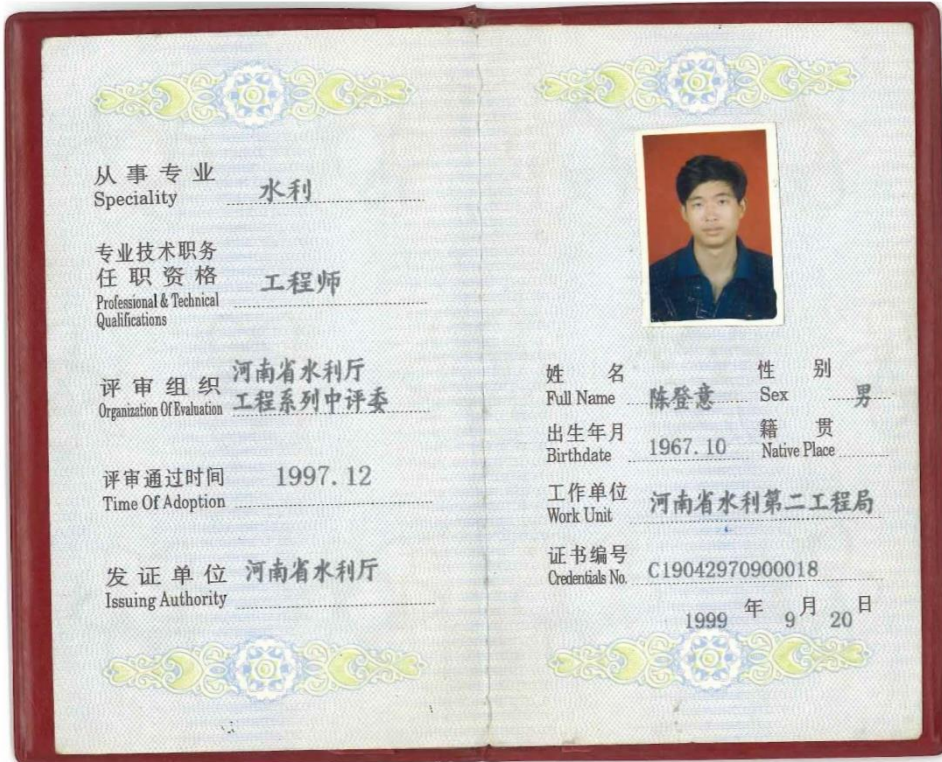 从事专业
Speciality
水利
专业技术职务
任职资格
Professional & Technical
Qualifications
工程师
评审组织
Organization Of Evaluation
河南省水利厅
工程系列中评委
评审通过时间
Time Of Adoption
1997.12
发证单位
Issuing Authority
河南省水利厅
姓名
Full Name
陈登意
性别
Sex
男
出生年月
Birthdate
1967.10
籍贯
Native Place
工作单位
Work Unit
河南省水利第二工程局
证书编号
Credentials No.
C19042970900018
1999 年 9 月 20 日